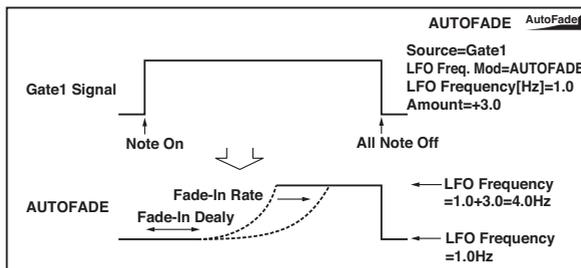 AUTOFADE AutoFade
Source=Gate1
LFO Freq. Mod=AUTOFADE
LFO Frequency[Hz]=1.0
Amount=+3.0
Gate1 Signal
Note On
All Note Off
Fade-In Rate
LFO Frequency
=1.0+3.0=4.0Hz
AUTOFADE
Fade-In Dealy
LFO Frequency
=1.0Hz